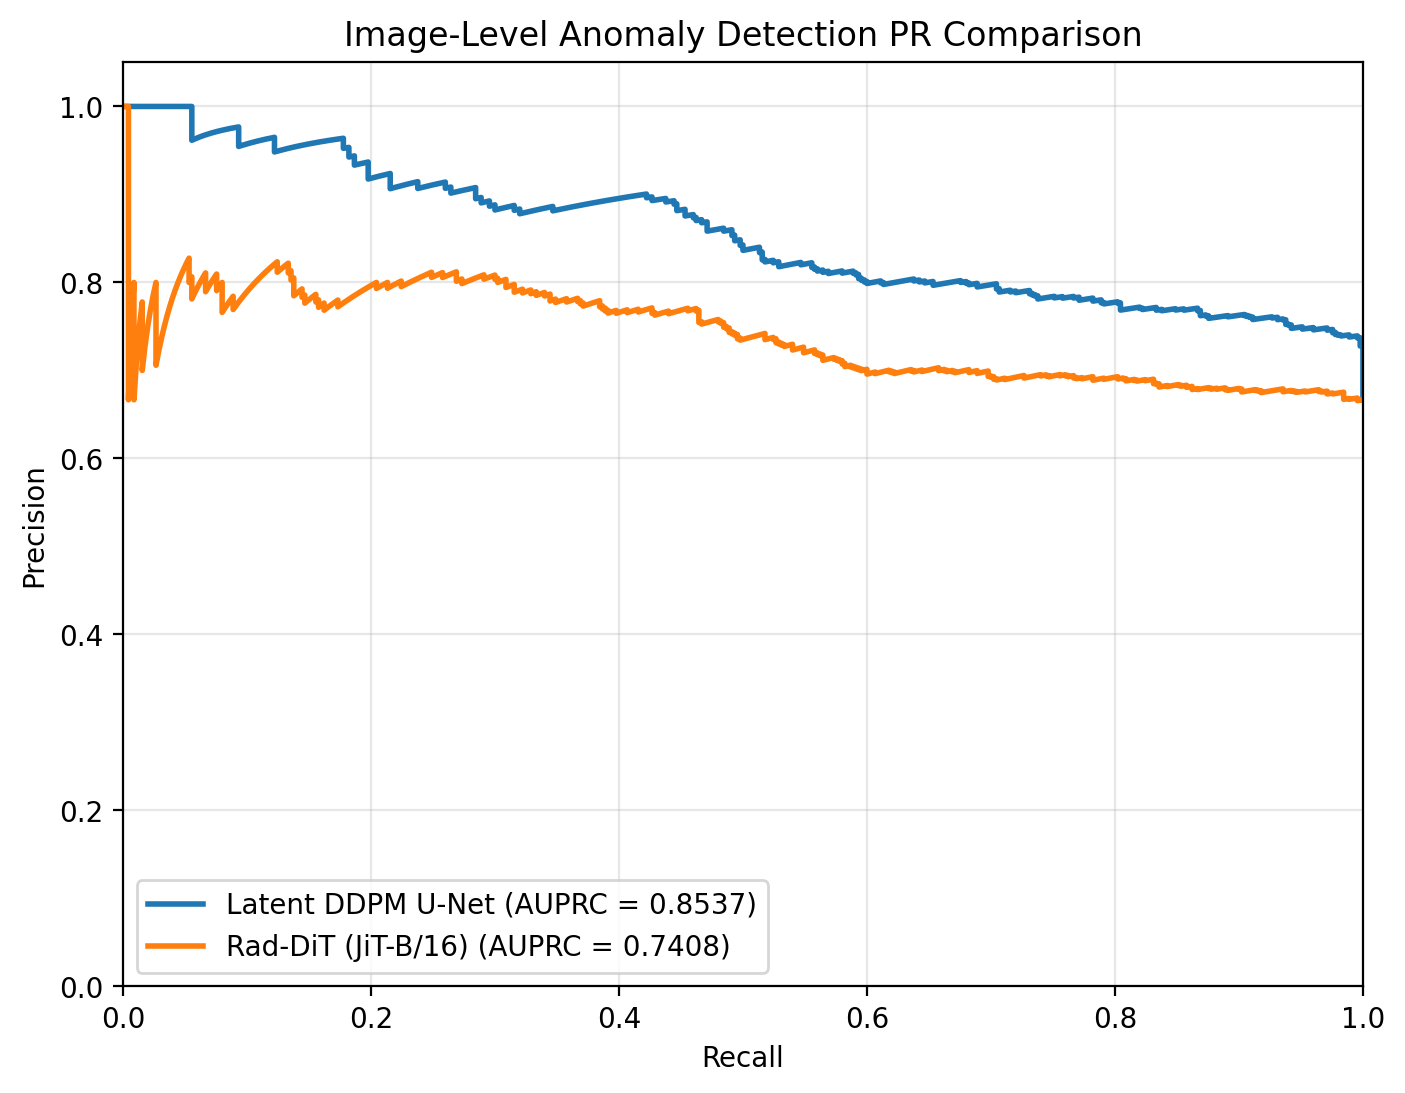 Image-Level Anomaly Detection PR Comparison
1.0
0.8
0.6
0.4
0.2
0.0
Precision
Latent DDPM U-Net (AUPRC = 0.8537)
Rad-DiT (JiT-B/16) (AUPRC = 0.7408)
0.0 0.2 0.4 0.6 0.8 1.0
Recall